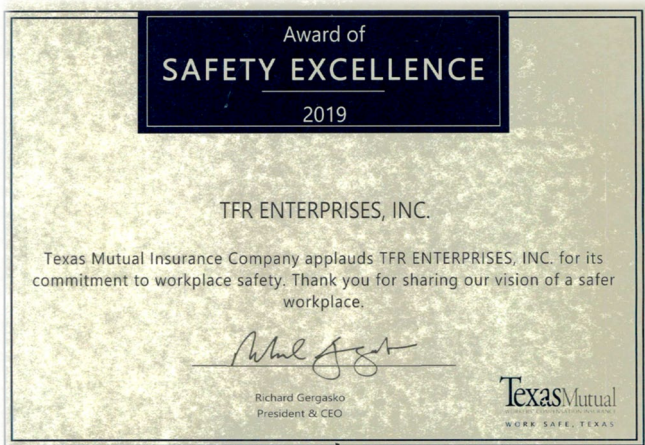 Award of
SAFETY EXCELLENCE
2019
TFR ENTERPRISES, INC.
Texas Mutual Insurance Company applauds TFR ENTERPRISES, INC. for its
commitment to workplace safety. Thank you for sharing our vision of a safer
workplace.
Richard Gergasko
President & CEO
TexasMutual
WORK SAFE, TEXAS